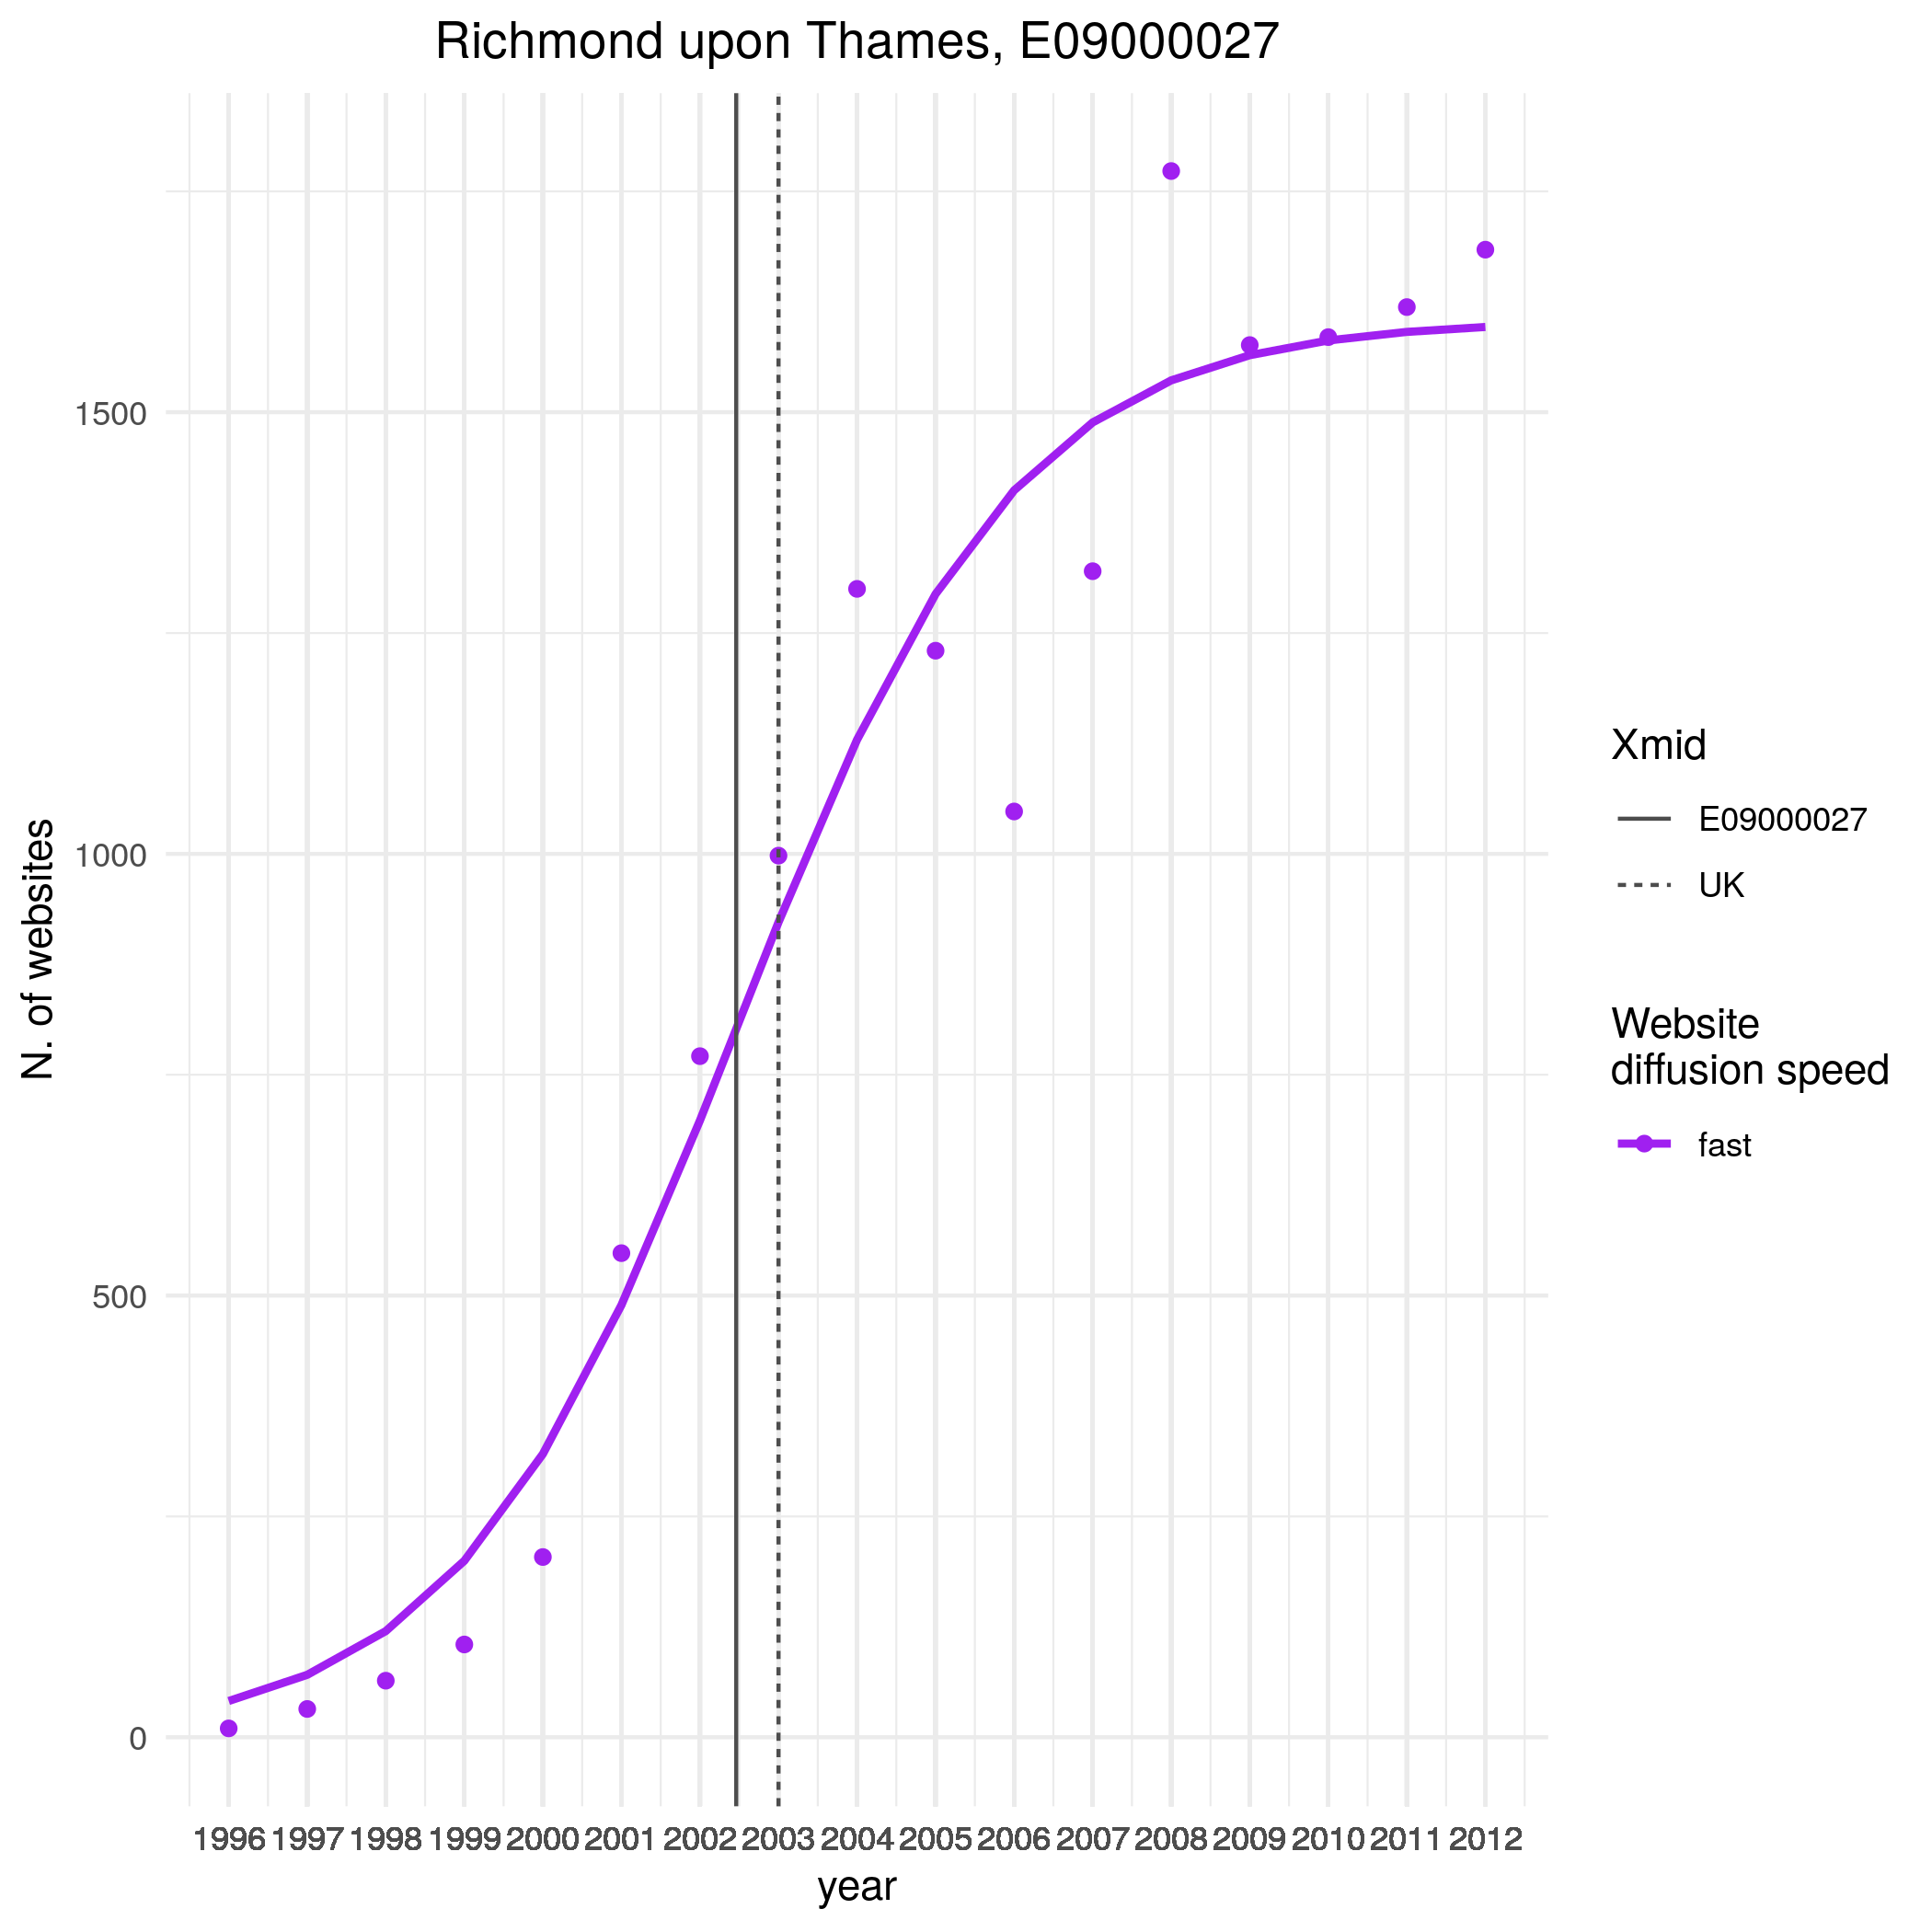 Richmond upon Thames, E09000027
N. of websites
1500
1000
500
0
1996 1997 1998 1999 2000 2001 2002 2003 2004 2005 2006 2007 2008 2009 2010 2011 2012
year
Xmid
E09000027
UK
Website
diffusion speed
fast